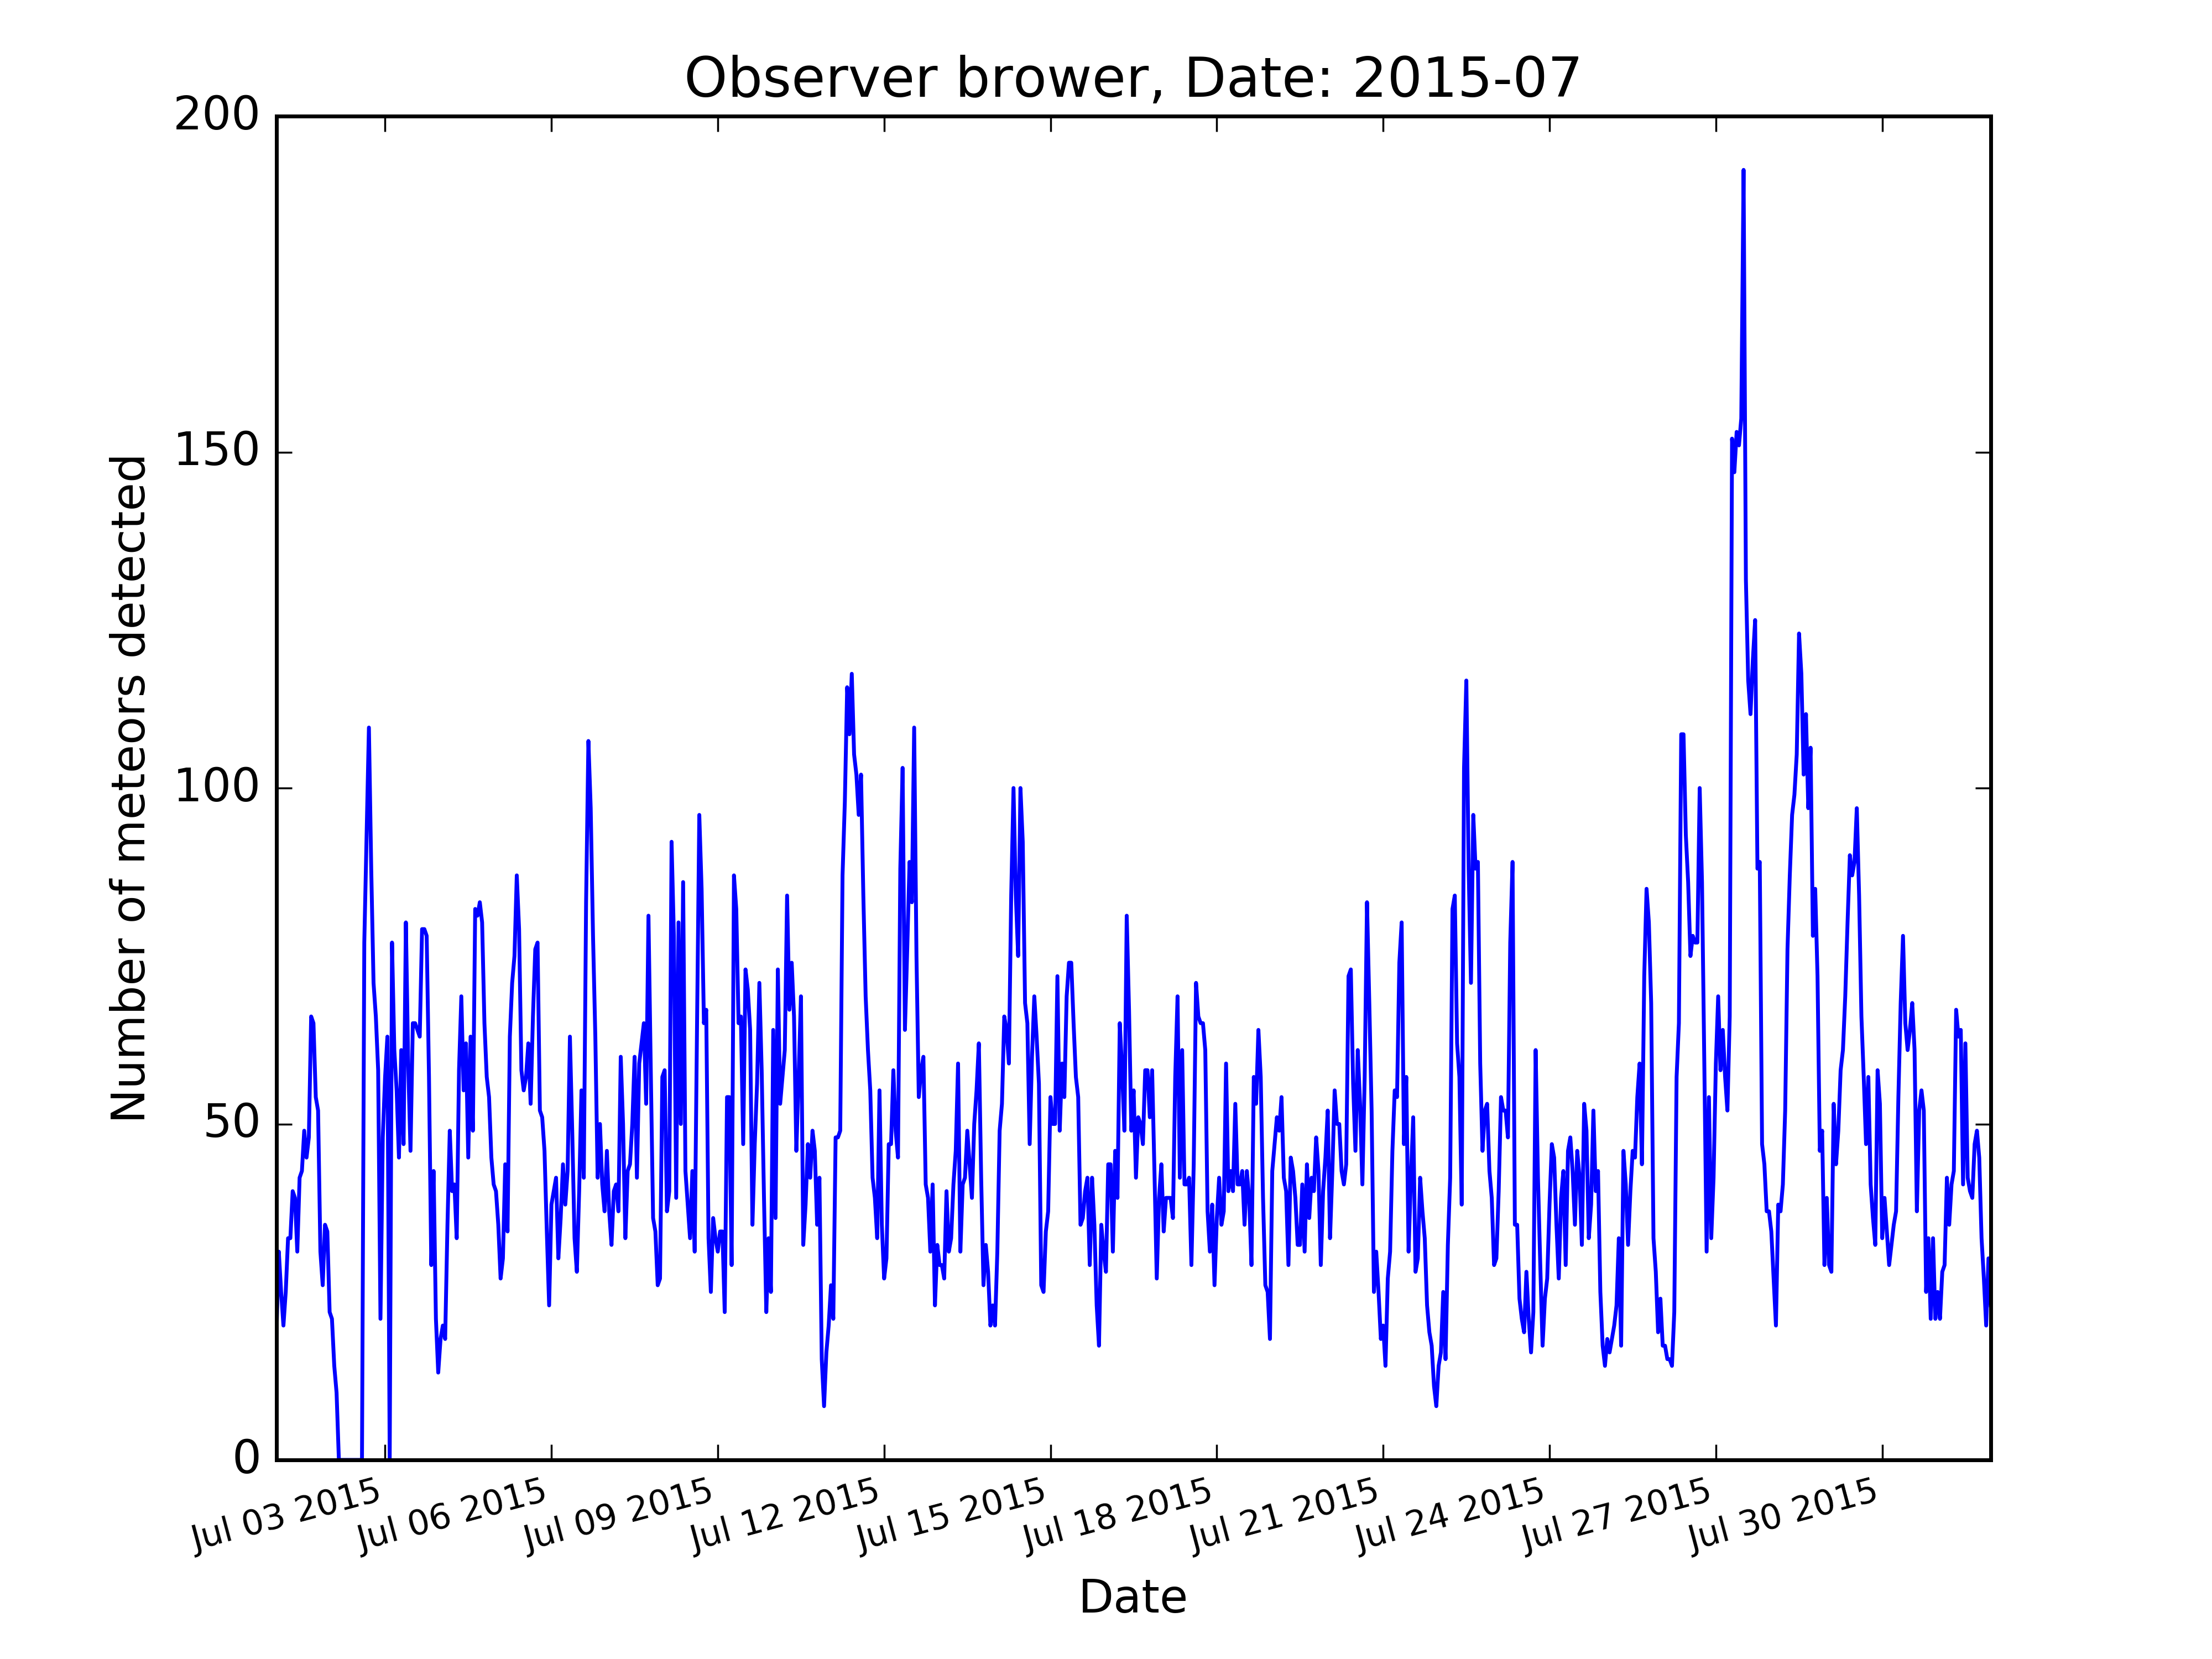 Observer brower, Date: 2015-07
200
150
100
50
0
Number of meteors detected
Jul 03 2015
Jul 06 2015
Jul 09 2015
Jul 12 2015
Jul 15 2015
Jul 18 2015
Jul 21 2015
Jul 24 2015
Jul 27 2015
Jul 30 2015
Date